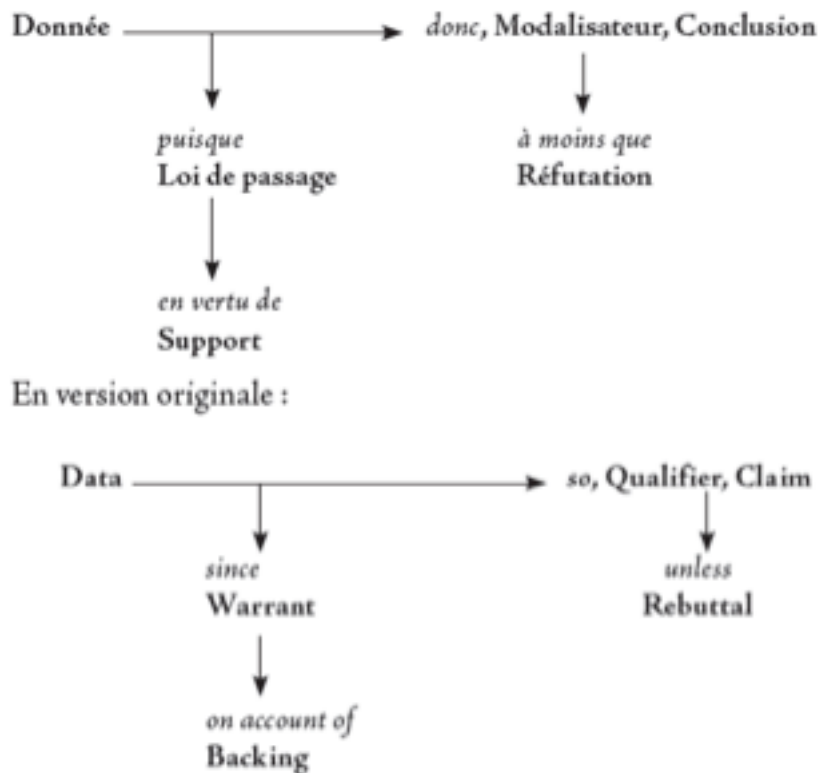 Donnée donc, Modalisateur, Conclusion
puisque à moins que
Loi de passage Réfutation
en vertu de
Support
En version originale :
Data so, Qualifier, Claim
since unless
Warrant Rebuttal
on account of
Backing